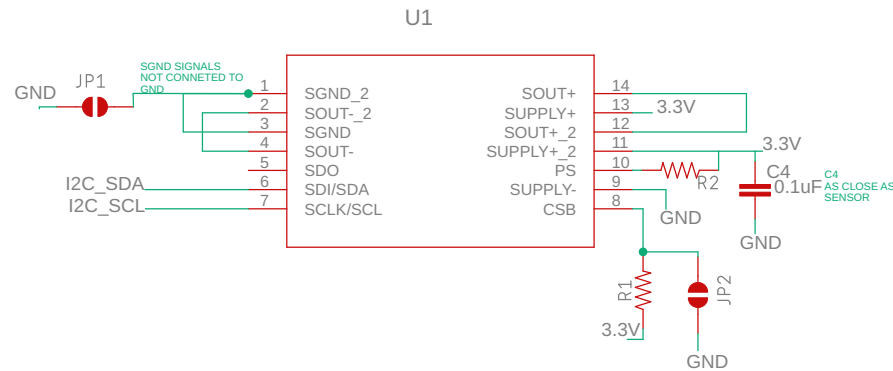 U1
SGND SIGNALS
NOT CONNETED TO
GND
JP1
GND
1 SGND_2
2 SOUT-_2
3 SGND
4 SOUT-
5 SDO
6 SDI/SDA
7 SCLK/SCL
I2C_SDA
I2C_SCL
SOUT+ 14
SUPPLY+ 13
SOUT+_2 12
SUPPLY+_2 11
PS 10
SUPPLY- 9
CSB 8
3.3V
3.3V
R2
C4
0.1uF
C4
AS CLOSE AS
SENSOR
GND
GND
R1
JP2
3.3V
GND